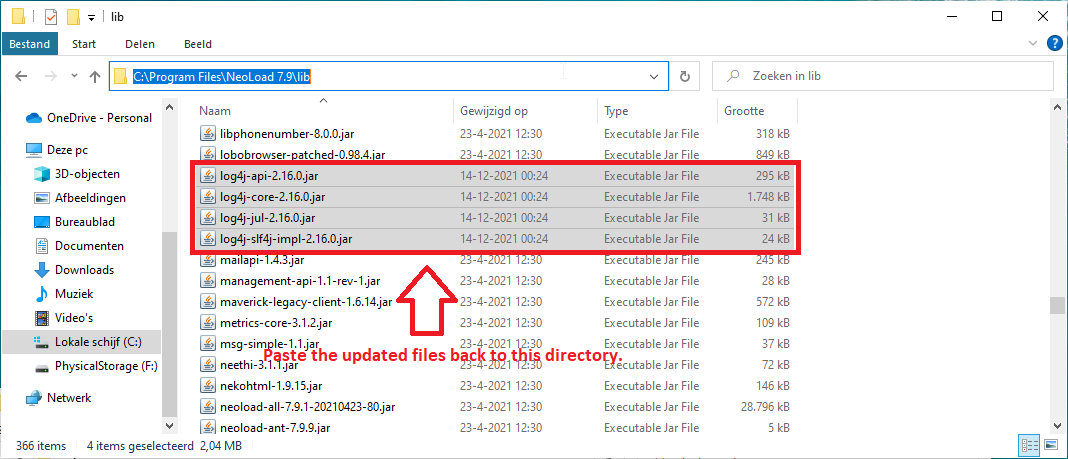 lib
Bestand Start Delen Beeld
C:\Program Files\NeoLoad 7.9\lib Zoeken in lib
Naam Gewijzigd op Type Grootte
OneDrive - Personal
Deze pc
3D-objecten
Afbeeldingen
Bureaublad
Documenten
Downloads
Muziek
Video's
Lokale schijf (C:)
PhysicalStorage (F:)
Netwerk
libphonenumber-8.0.0.jar 23-4-2021 12:30 Executable Jar File 318 kB
lobobrowser-patched-0.98.4.jar 23-4-2021 12:30 Executable Jar File 849 kB
log4j-api-2.16.0.jar 14-12-2021 00:24 Executable Jar File 295 kB
log4j-core-2.16.0.jar 14-12-2021 00:24 Executable Jar File 1.748 kB
log4j-jul-2.16.0.jar 14-12-2021 00:24 Executable Jar File 31 kB
log4j-slf4j-impl-2.16.0.jar 14-12-2021 00:24 Executable Jar File 24 kB
mailapi-1.4.3.jar 23-4-2021 12:30 Executable Jar File 245 kB
management-api-1.1-rev-1.jar 23-4-2021 12:30 Executable Jar File 28 kB
maverick-legacy-client-1.6.14.jar 23-4-2021 12:30 Executable Jar File 572 kB
metrics-core-3.1.2.jar 23-4-2021 12:30 Executable Jar File 109 kB
msg-simple-1.1.jar 23-4-2021 12:30 Executable Jar File 37 kB
Paste the updated files back to this directory.
neethi-3.1.1.jar 23-4-2021 12:30 Executable Jar File 72 kB
nekohtml-1.9.15.jar 23-4-2021 12:30 Executable Jar File 146 kB
neoload-all-7.9.1-20210423-80.jar 23-4-2021 12:30 Executable Jar File 28.796 kB
neoload-ant-7.9.9.jar 23-4-2021 12:30 Executable Jar File 5 kB
366 items 4 items geselecteerd 2,04 MB